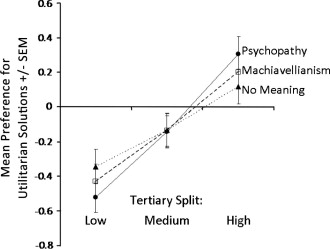 Mean Preference for
Utilitarian Solutions +/- SEM
0.6
0.4
0.2
0
-0.2
-0.4
-0.6
-0.8
Psychopathy
Machiavellianism
No Meaning
Tertiary Split:
Low Medium High